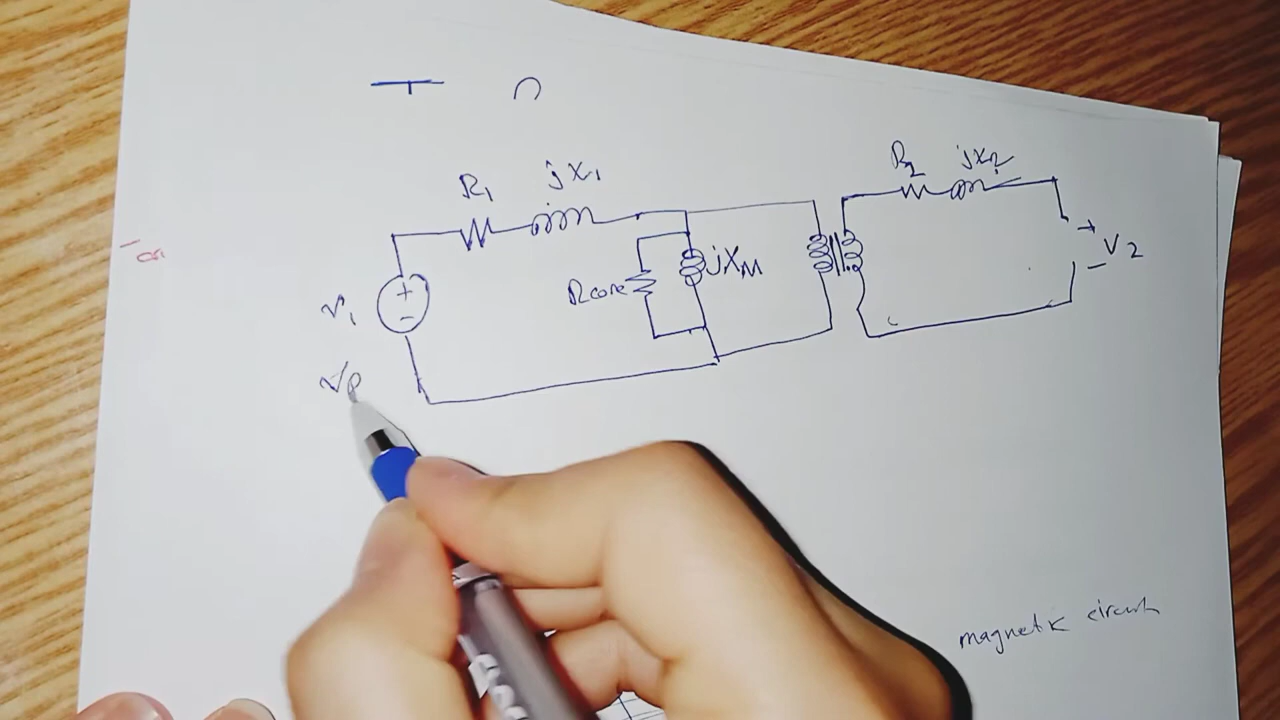 R1
jX1
R2
jX2
V1
Rcore
jXM
+
-
+
-
V2
Vp
magnetic circuit